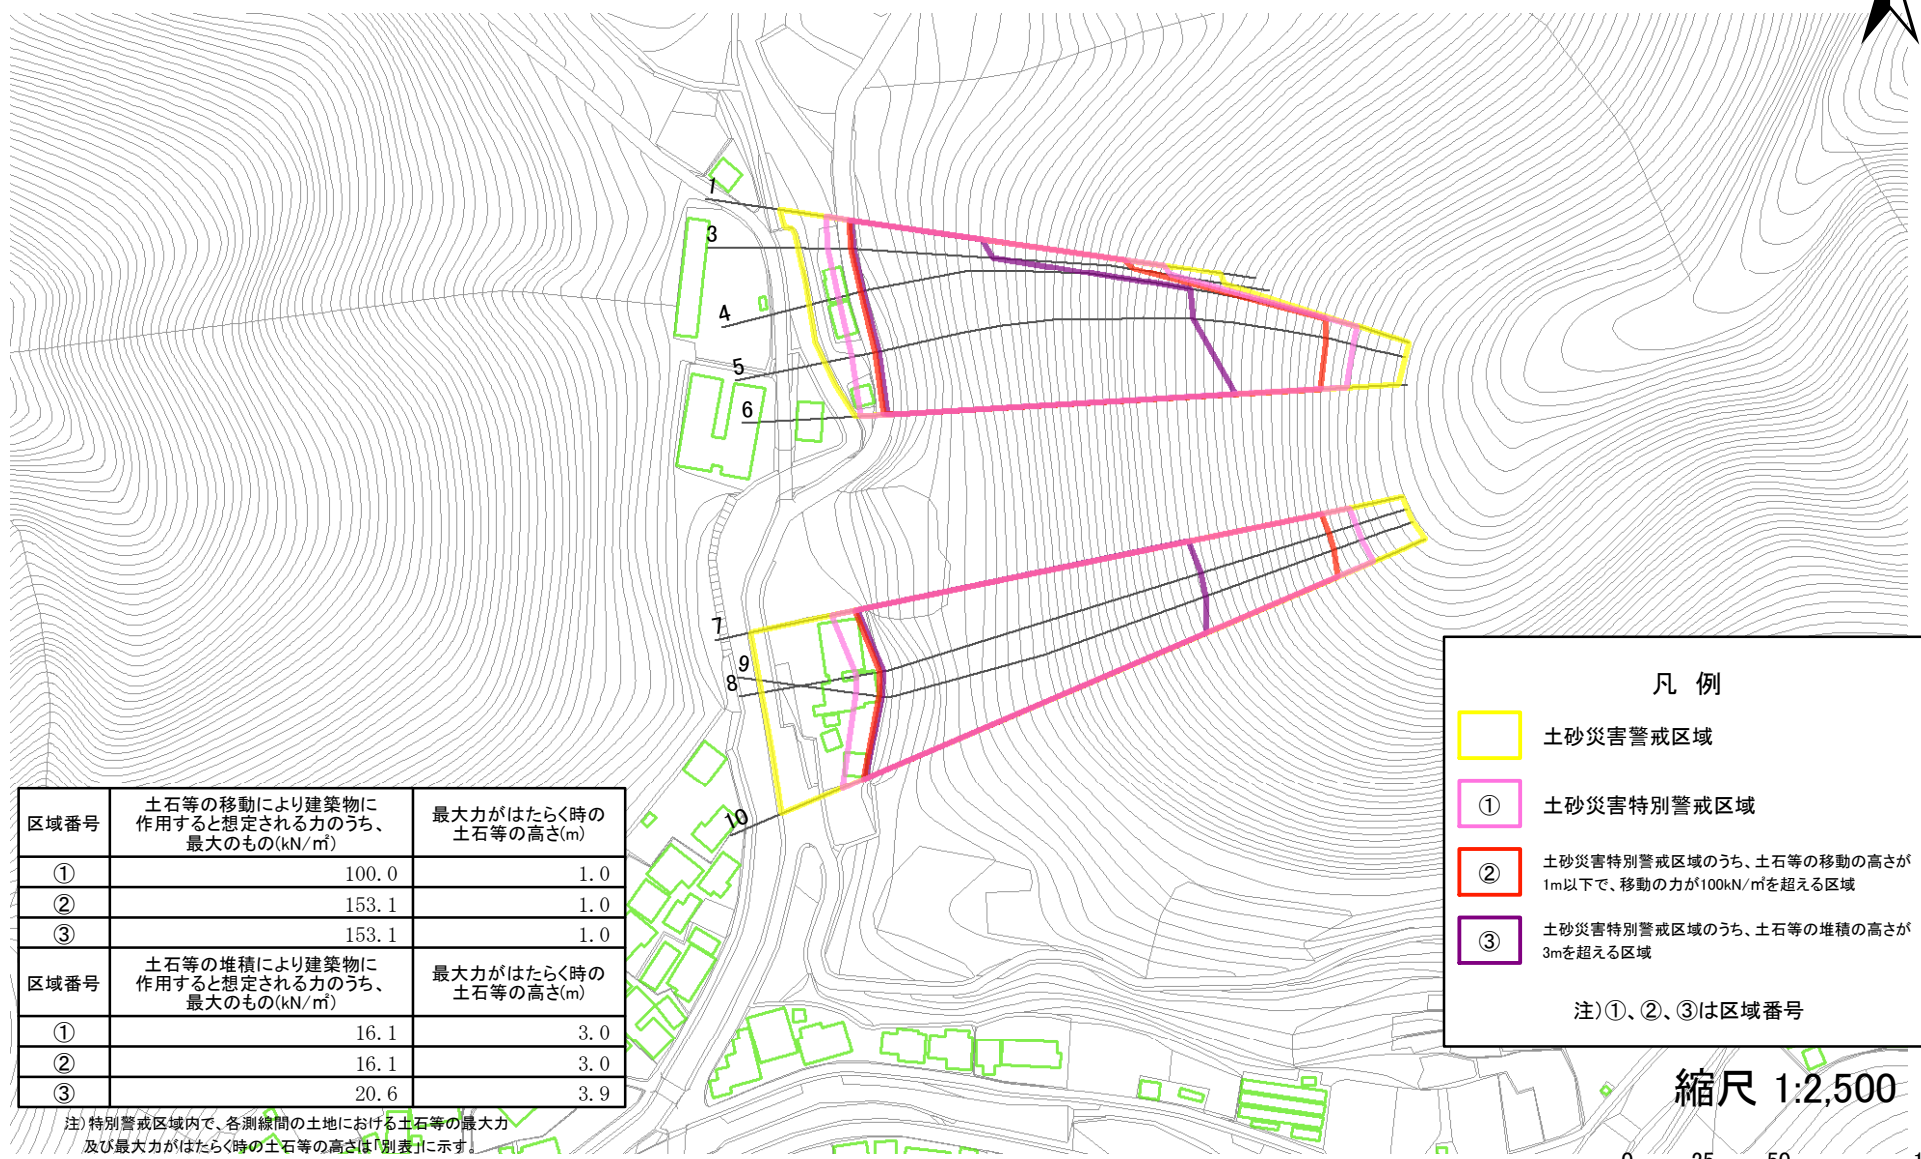 1
3
4
5
6
7
9
8
10
区域番号
土石等の移動により建築物に
作用すると想定される力のうち、
最大のもの(kN/㎡)
最大力がはたらく時の
土石等の高さ(m)
① 100.0 1.0
② 153.1 1.0
③ 153.1 1.0
区域番号
土石等の堆積により建築物に
作用すると想定される力のうち、
最大のもの(kN/㎡)
最大力がはたらく時の
土石等の高さ(m)
① 16.1 3.0
② 16.1 3.0
③ 20.6 3.9
注)特別警戒区域内で、各測線間の土地における土石等の最大力
及び最大力がはたらく時の土石等の高さは「別表」に示す。
凡 例
土砂災害警戒区域
① 土砂災害特別警戒区域
② 土砂災害特別警戒区域のうち、土石等の移動の高さが
1m以下で、移動の力が100kN/㎡を超える区域
③ 土砂災害特別警戒区域のうち、土石等の堆積の高さが
3mを超える区域
注)①、②、③は区域番号
縮尺 1:2,500
0 25 50